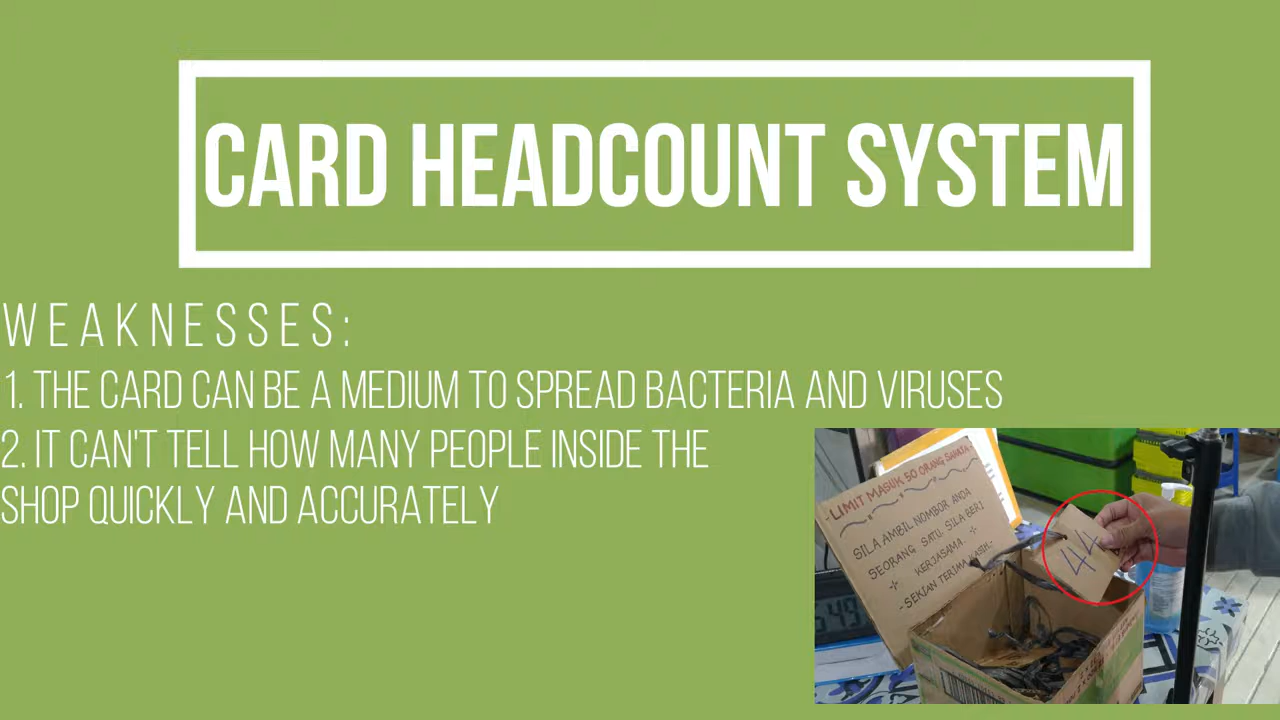 CARD HEADCOUNT SYSTEM
WEAKNESSES:
1. THE CARD CAN BE A MEDIUM TO SPREAD BACTERIA AND VIRUSES
2. IT CAN'T TELL HOW MANY PEOPLE INSIDE THE
SHOP QUICKLY AND ACCURATELY
-LIMIT MASUK 50 ORANG SAHAJA-
SILA AMBIL NOMBOR ANDA
SEORANG SATU. SILA BERI
KERJASAMA.
-SEKIAN TERIMA KASIH.-
44